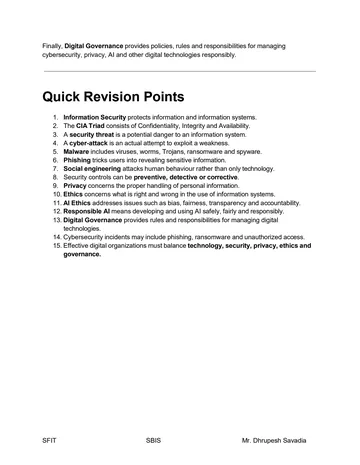 Finally, Digital Governance provides policies, rules and responsibilities for managing
cybersecurity, privacy, AI and other digital technologies responsibly.
Quick Revision Points
1. Information Security protects information and information systems.
2. The CIA Triad consists of Confidentiality, Integrity and Availability.
3. A security threat is a potential danger to an information system.
4. A cyber-attack is an actual attempt to exploit a weakness.
5. Malware includes viruses, worms, Trojans, ransomware and spyware.
6. Phishing tricks users into revealing sensitive information.
7. Social engineering attacks human behaviour rather than only technology.
8. Security controls can be preventive, detective or corrective.
9. Privacy concerns the proper handling of personal information.
10. Ethics concerns what is right and wrong in the use of information systems.
11. AI Ethics addresses issues such as bias, fairness, transparency and accountability.
12. Responsible AI means developing and using AI safely, fairly and responsibly.
13. Digital Governance provides rules and responsibilities for managing digital
technologies.
14. Cybersecurity incidents may include phishing, ransomware and unauthorized access.
15. Effective digital organizations must balance technology, security, privacy, ethics and
governance.
SFIT SBIS Mr. Dhrupesh Savadia